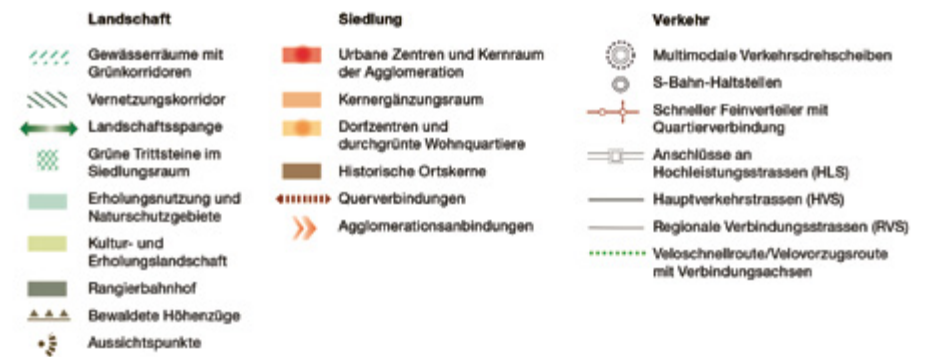 Landschaft
Gewässerräume mit
Grünkorridoren
Vernetzungskorridor
Landschaftsspange
Grüne Trittsteine im
Siedlungsraum
Erholungsnutzung und
Naturschutzgebiete
Kultur- und
Erholungslandschaft
Rangierbahnhof
Bewaldete Höhenzüge
Aussichtspunkte
Siedlung
Urbane Zentren und Kernraum
der Agglomeration
Kernergänzungsraum
Dorfzentren und
durchgrünte Wohnquartiere
Historische Ortskerne
Querverbindungen
Agglomerationsanbindungen
Verkehr
Multimodale Verkehrsdrehscheiben
S-Bahn-Haltstellen
Schneller Feinverteiler mit
Quartierverbindung
Anschlüsse an
Hochleistungsstrassen (HLS)
Hauptverkehrstrassen (HVS)
Regionale Verbindungsstrassen (RVS)
Veloschnellroute/Velovorzugsroute
mit Verbindungsachsen